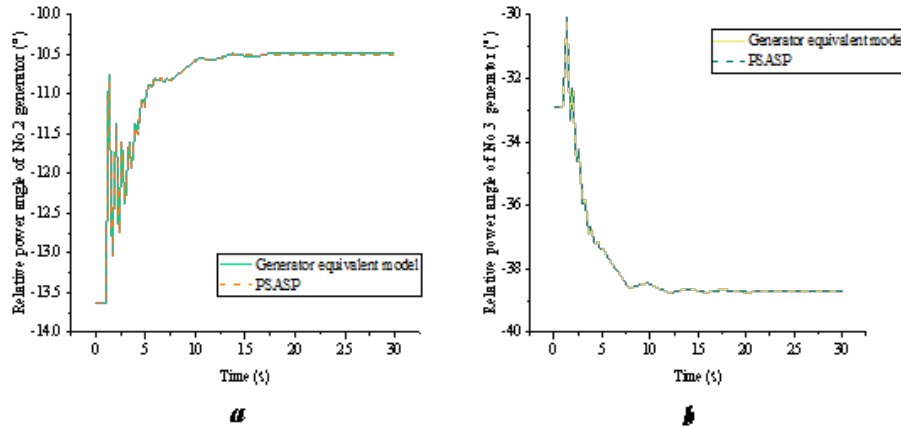 Relative power angle of No.2 generator (°)
-10.0
-10.5
-11.0
-11.5
-12.0
-12.5
-13.0
-13.5
-14.0
Generator equivalent model
PSASP
0 5 10 15 20 25 30
Time (s)
a
Relative power angle of No.3 generator (°)
-30
-32
-34
-36
-38
-40
Generator equivalent model
PSASP
0 5 10 15 20 25 30
Time (s)
b